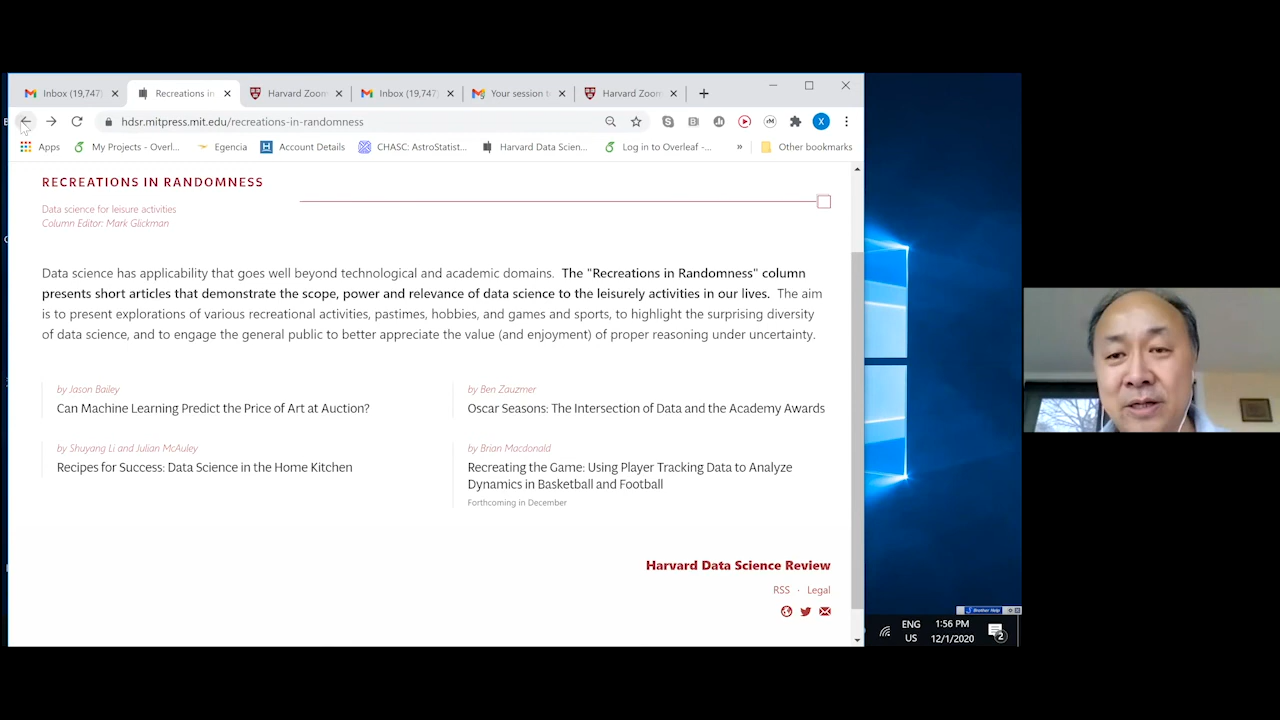 Inbox (19,747)
Recreations in
Harvard Zoom
Inbox (19,747)
Your session t
Harvard Zoom
hdsr.mitpress.mit.edu/recreations-in-randomness
X
Apps
My Projects - Overl...
Egencia
Account Details
CHASC: AstroStatist...
Harvard Data Scien...
Log in to Overleaf -...
»
Other bookmarks
RECREATIONS IN RANDOMNESS
Data science for leisure activities
Column Editor: Mark Glickman
Data science has applicability that goes well beyond technological and academic domains. The "Recreations in Randomness" column
presents short articles that demonstrate the scope, power and relevance of data science to the leisurely activities in our lives. The aim
is to present explorations of various recreational activities, pastimes, hobbies, and games and sports, to highlight the surprising diversity
of data science, and to engage the general public to better appreciate the value (and enjoyment) of proper reasoning under uncertainty.
by Jason Bailey
Can Machine Learning Predict the Price of Art at Auction?
by Ben Zauzmer
Oscar Seasons: The Intersection of Data and the Academy Awards
by Shuyang Li and Julian McAuley
Recipes for Success: Data Science in the Home Kitchen
by Brian Macdonald
Recreating the Game: Using Player Tracking Data to Analyze
Dynamics in Basketball and Football
Forthcoming in December
Harvard Data Science Review
RSS · Legal
Brother Help
ENG
US
1:56 PM
12/1/2020
2